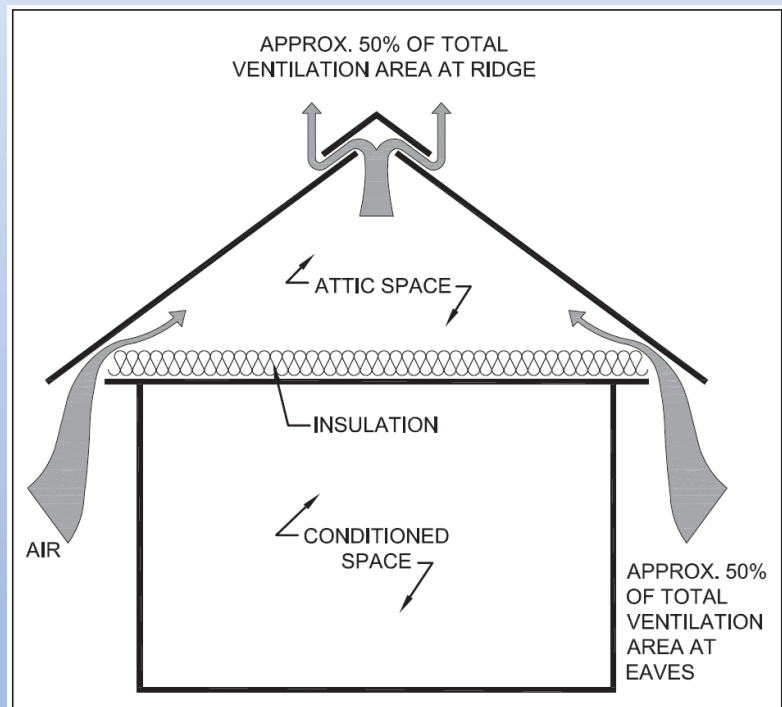 APPROX. 50% OF TOTAL
VENTILATION AREA AT RIDGE
ATTIC SPACE
INSULATION
CONDITIONED
SPACE
AIR
APPROX. 50%
OF TOTAL
VENTILATION
AREA AT
EAVES